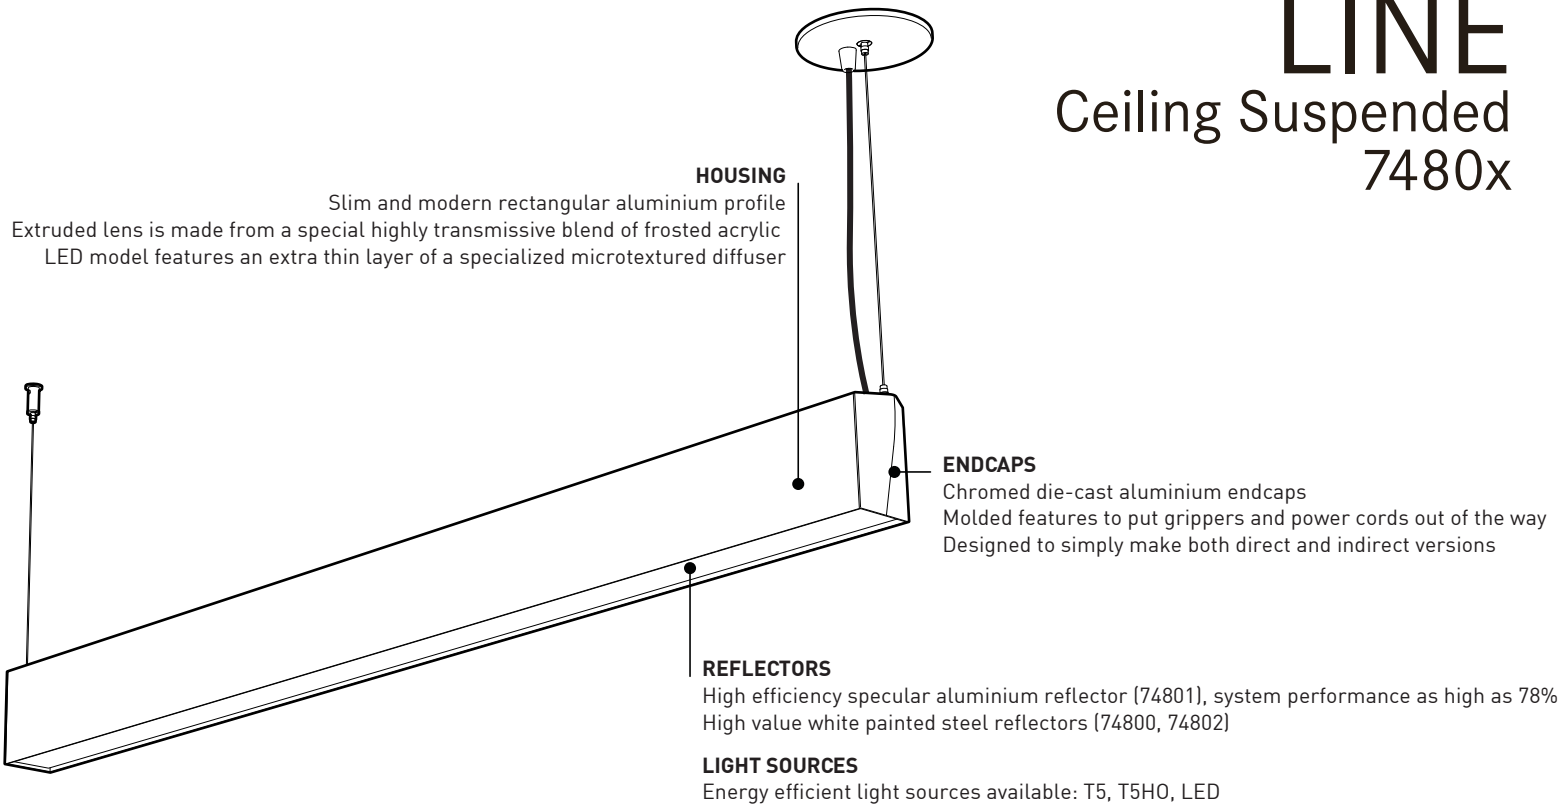 LINE
Ceiling Suspended
7480x
HOUSING
Slim and modern rectangular aluminium profile
Extruded lens is made from a special highly transmissive blend of frosted acrylic
LED model features an extra thin layer of a specialized microtextured diffuser
ENDCAPS
Chromed die-cast aluminium endcaps
Molded features to put grippers and power cords out of the way
Designed to simply make both direct and indirect versions
REFLECTORS
High efficiency specular aluminium reflector (74801), system performance as high as 78%
High value white painted steel reflectors (74800, 74802)
LIGHT SOURCES
Energy efficient light sources available: T5, T5HO, LED